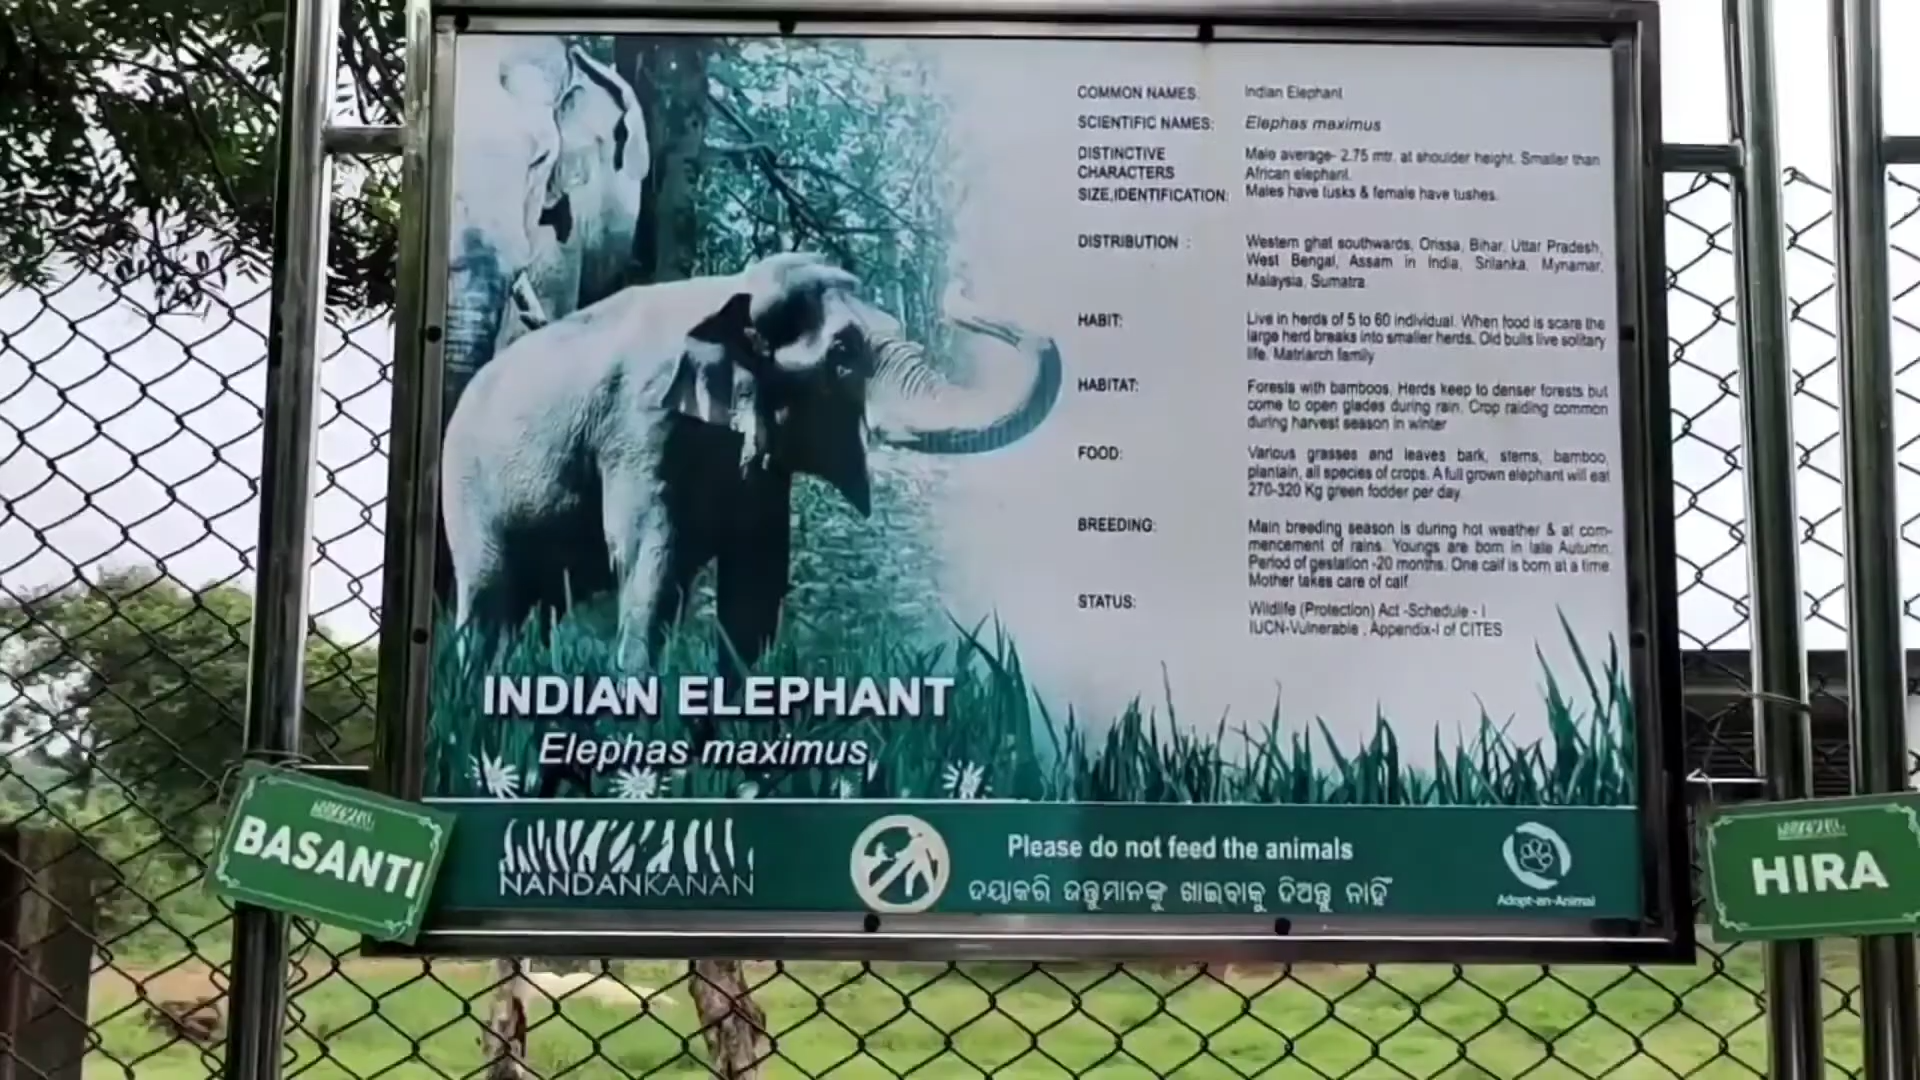 COMMON NAMES: Indian Elephant
SCIENTIFIC NAMES: Elephas maximus
DISTINCTIVE CHARACTERS SIZE,IDENTIFICATION:
Male average- 2.75 mtr. at shoulder height. Smaller than
African elephant.
Males have tusks & female have tushes.
DISTRIBUTION :
Western ghat southwards, Orissa, Bihar, Uttar Pradesh,
West Bengal, Assam in India, Srilanka, Mynamar,
Malaysia, Sumatra
HABIT:
Live in herds of 5 to 60 individual. When food is scare the
large herd breaks into smaller herds. Old bulls live solitary
life. Matriarch family
HABITAT:
Forests with bamboos. Herds keep to denser forests but
come to open glades during rain. Crop raiding common
during harvest season in winter
FOOD:
Various grasses and leaves bark, stems, bamboo,
plantain, all species of crops. A full grown elephant will eat
270-320 Kg green fodder per day.
BREEDING:
Main breeding season is during hot weather & at com-
mencement of rains. Youngs are born in late Autumn.
Period of gestation -20 months. One calf is born at a time
Mother takes care of calf.
STATUS:
Wildlife (Protection) Act -Schedule - I
IUCN-Vulnerable , Appendix-I of CITES
INDIAN ELEPHANT
Elephas maximus
NANDANKANAN
Please do not feed the animals
ଦୟାକରି ଜନ୍ତୁମାନଙ୍କୁ ଖାଇବାକୁ ଦିଅନ୍ତୁ ନାହିଁ
Adopt-an-Animal
BASANTI
HIRA